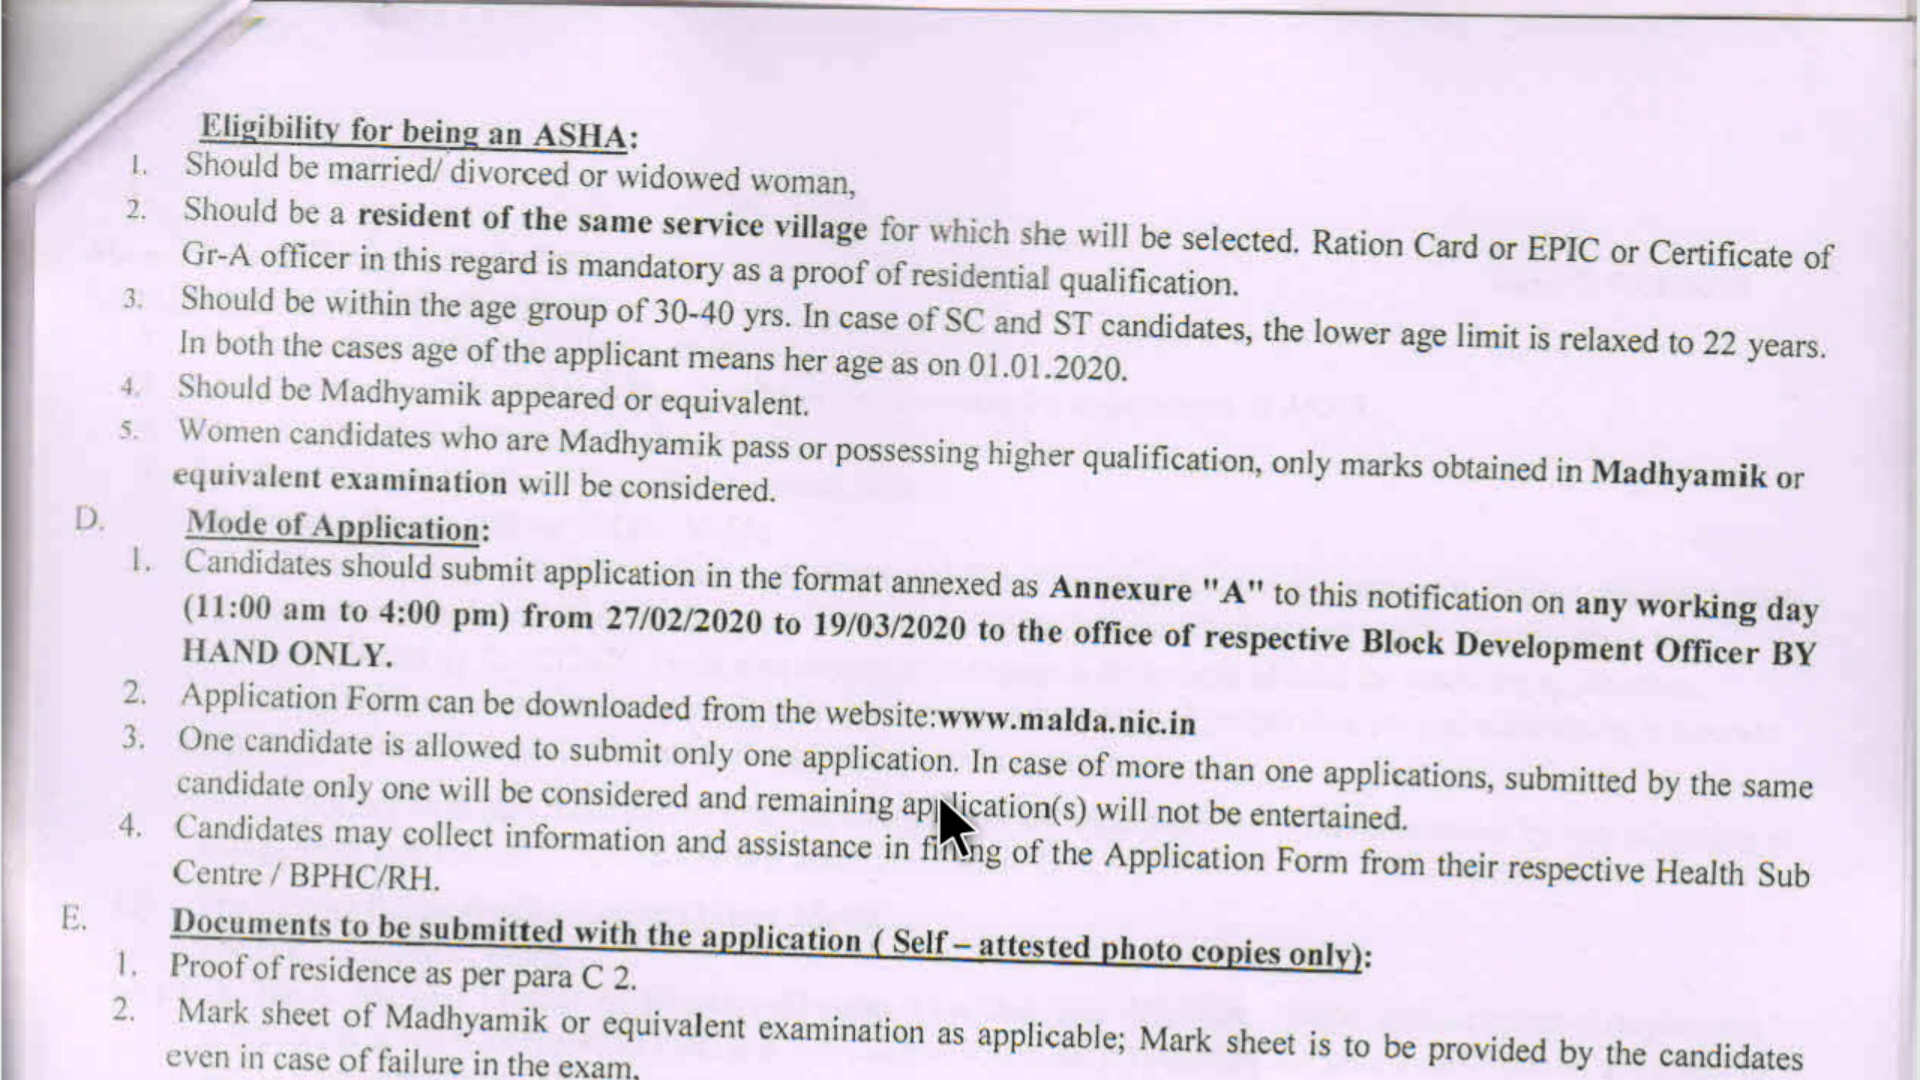 Eligibility for being an ASHA:
1. Should be married/ divorced or widowed woman,
2. Should be a resident of the same service village for which she will be selected. Ration Card or EPIC or Certificate of
Gr-A officer in this regard is mandatory as a proof of residential qualification.
3. Should be within the age group of 30-40 yrs. In case of SC and ST candidates, the lower age limit is relaxed to 22 years.
In both the cases age of the applicant means her age as on 01.01.2020.
4. Should be Madhyamik appeared or equivalent.
5. Women candidates who are Madhyamik pass or possessing higher qualification, only marks obtained in Madhyamik or
equivalent examination will be considered.
D. Mode of Application:
1. Candidates should submit application in the format annexed as Annexure "A" to this notification on any working day
(11:00 am to 4:00 pm) from 27/02/2020 to 19/03/2020 to the office of respective Block Development Officer BY
HAND ONLY.
2. Application Form can be downloaded from the website:www.malda.nic.in
3. One candidate is allowed to submit only one application. In case of more than one applications, submitted by the same
candidate only one will be considered and remaining application(s) will not be entertained.
4. Candidates may collect information and assistance in of the Application Form from their respective Health Sub
Centre / BPHC/RH.
E. Documents to be submitted with the application ( Self – attested photo copies only):
1. Proof of residence as per para C 2.
2. Mark sheet of Madhyamik or equivalent examination as applicable; Mark sheet is to be provided by the candidates
even in case of failure in the exam,